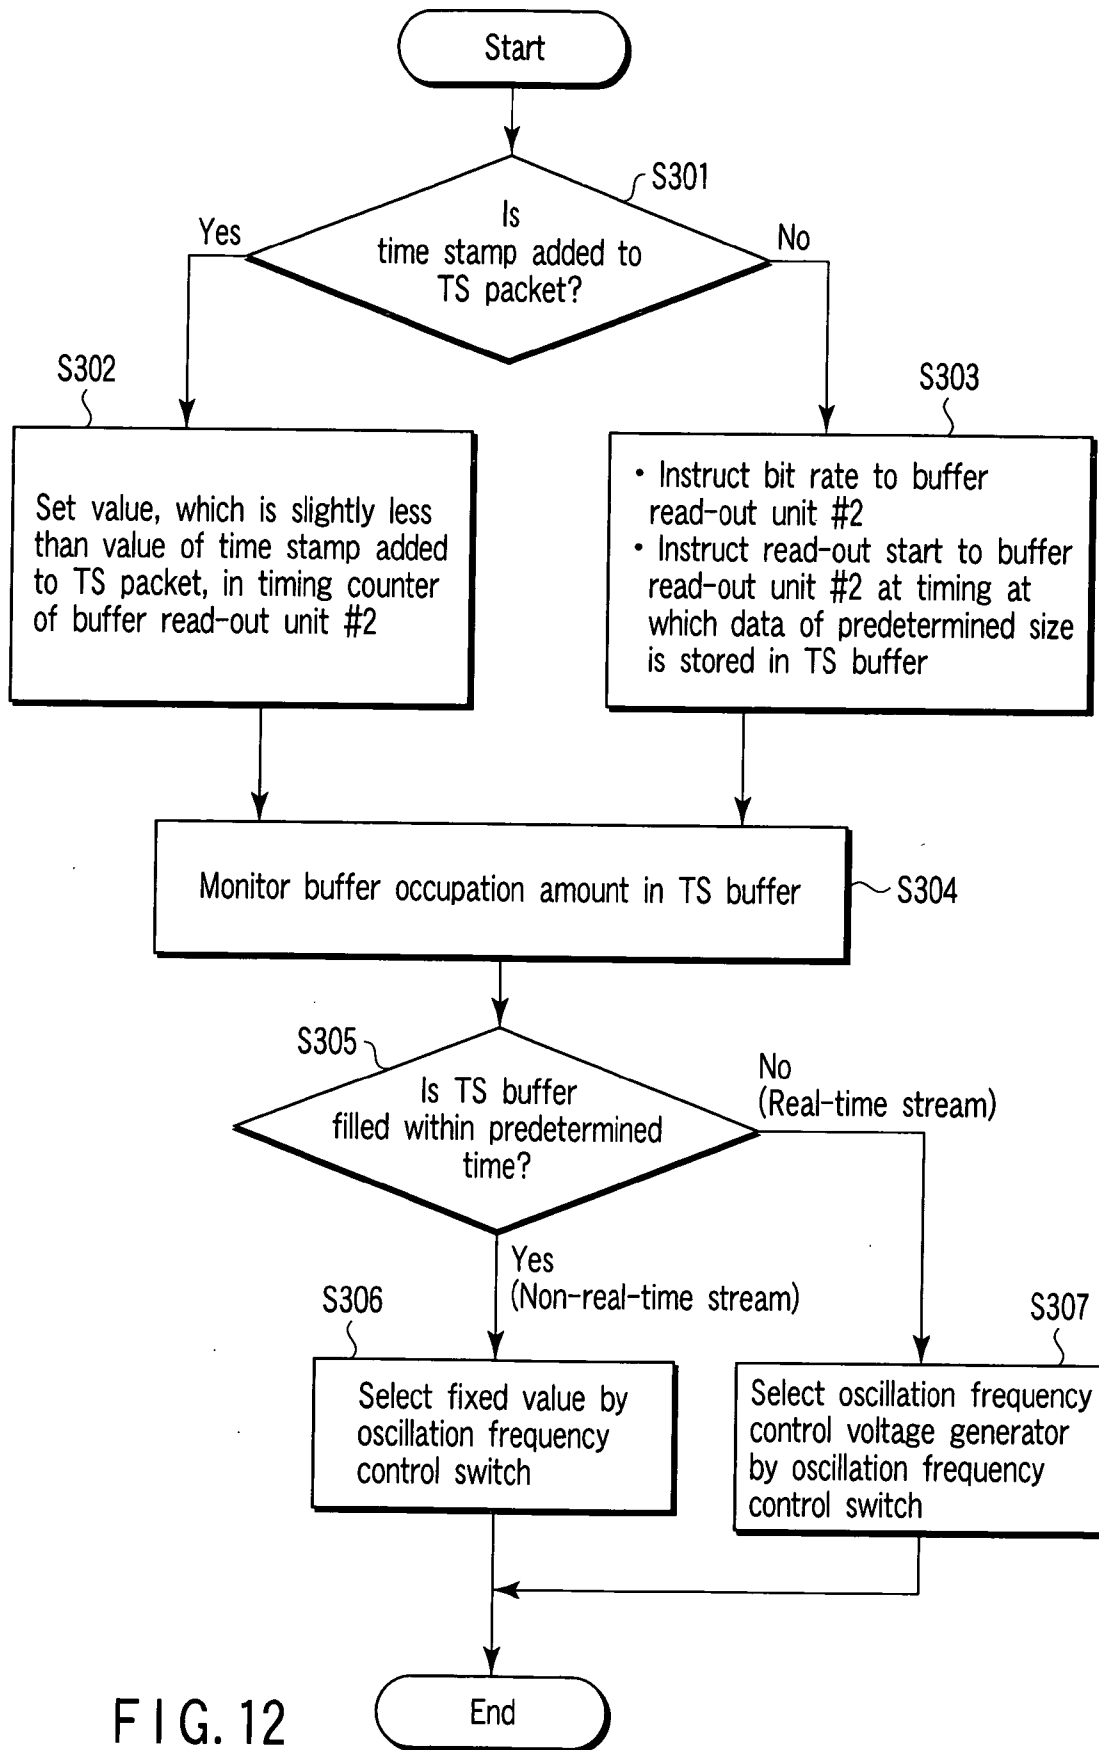 Start
S301
Is
time stamp added to
TS packet?
Yes
No
S302
S303
Set value, which is slightly less
than value of time stamp added
to TS packet, in timing counter
of buffer read-out unit #2
• Instruct bit rate to buffer
read-out unit #2
• Instruct read-out start to buffer
read-out unit #2 at timing at
which data of predetermined size
is stored in TS buffer
Monitor buffer occupation amount in TS buffer
S304
S305
Is TS buffer
filled within predetermined
time?
No
(Real-time stream)
Yes
(Non-real-time stream)
S306
S307
Select fixed value by
oscillation frequency
control switch
Select oscillation frequency
control voltage generator
by oscillation frequency
control switch
End
FIG. 12